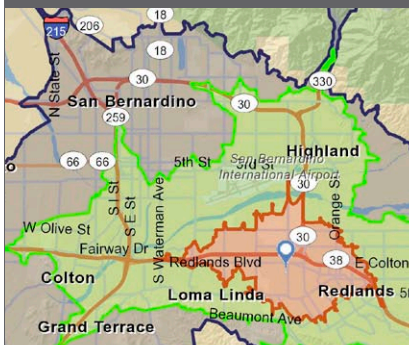 18
206
215
18
N State St
30
330
San Bernardino
30
259
Highland
66
66
5th St
3rd St
San Bernardino
International Airport
30
S I St
S E St
S Waterman Ave
Orange St
W Olive St
Fairway Dr
30
Redlands Blvd
38
E Colton
Colton
Loma Linda
Redlands
Beaumont Ave
Grand Terrace